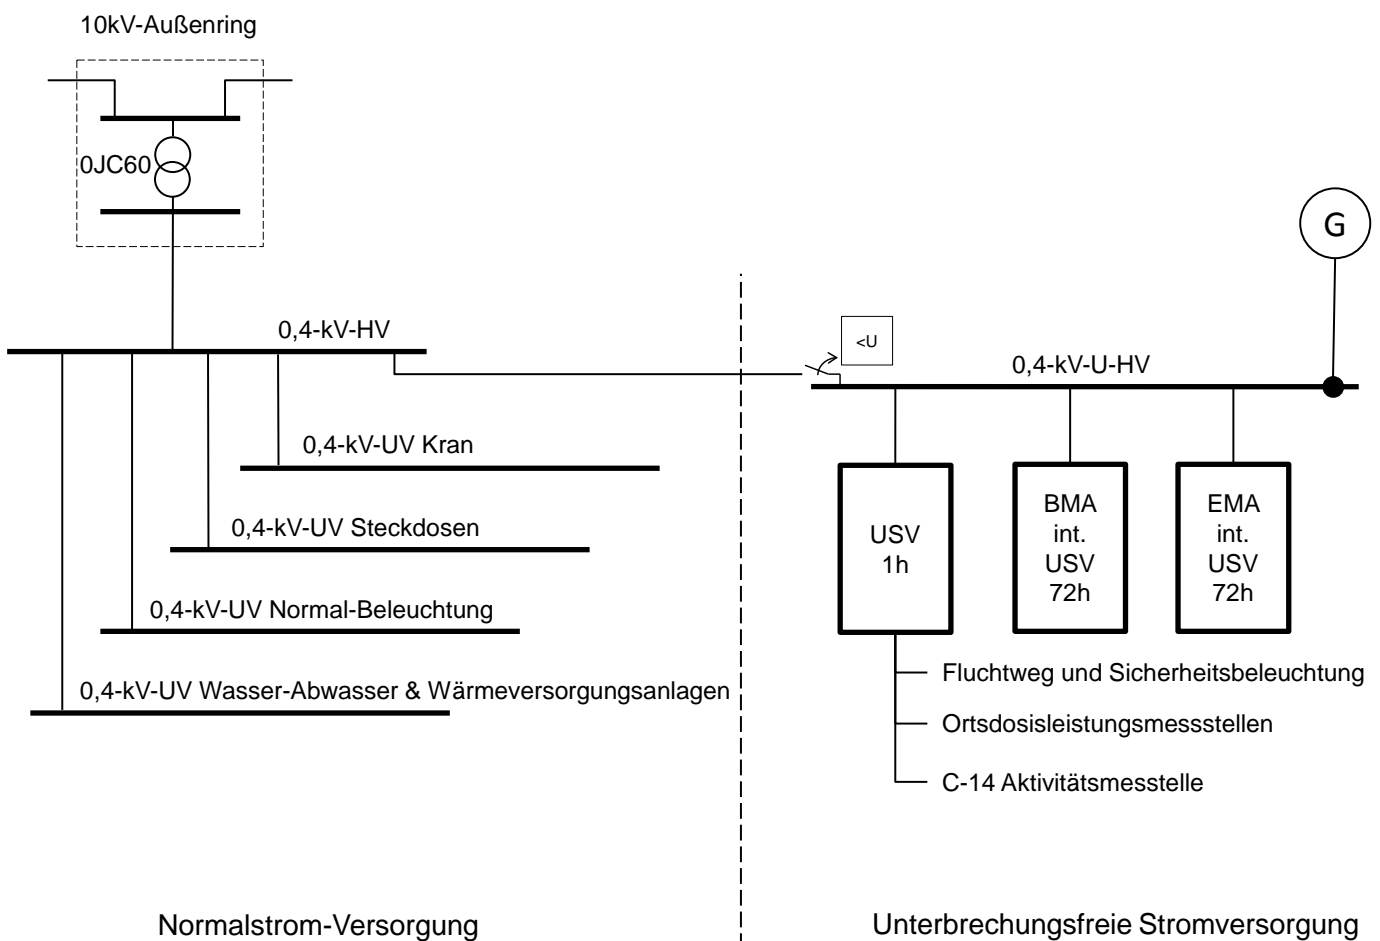 10kV-Außenring
0JC60
G
0,4-kV-HV
<U
0,4-kV-U-HV
0,4-kV-UV Kran
0,4-kV-UV Steckdosen
0,4-kV-UV Normal-Beleuchtung
0,4-kV-UV Wasser-Abwasser & Wärmeversorgungsanlagen
USV
1h
BMA
int.
USV
72h
EMA
int.
USV
72h
Fluchtweg und Sicherheitsbeleuchtung
Ortsdosisleistungsmessstellen
C-14 Aktivitätsmesstelle
Normalstrom-Versorgung
Unterbrechungsfreie Stromversorgung